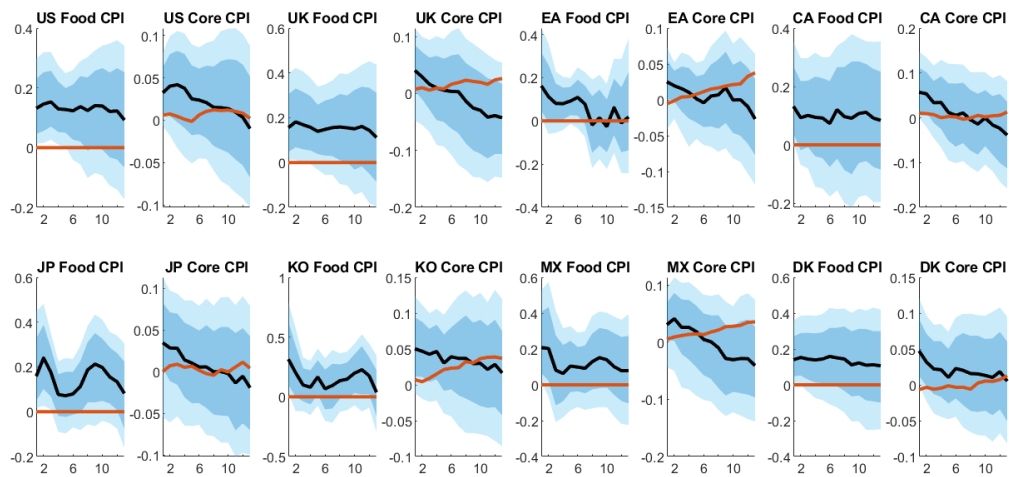 US Food CPI US Core CPI UK Food CPI UK Core CPI EA Food CPI EA Core CPI CA Food CPI CA Core CPI
0.4 0.1 0.6 0.1 0.4 0.1 0.4 0.2
0.2 0.05 0.4 0 0.2 0.05 0.2 0.1
0 0 0.2 -0.1 0 0 0 0
-0.2 -0.05 0 -0.2 -0.2 -0.05 -0.2 -0.1
-0.1 -0.2 -0.4 -0.1 -0.2
-0.15
2 6 10 2 6 10 2 6 10 2 6 10 2 6 10 2 6 10 2 6 10 2 6 10
JP Food CPI JP Core CPI KO Food CPI KO Core CPI MX Food CPI MX Core CPI DK Food CPI DK Core CPI
0.6 0.1 1 0.15 0.6 0.1 0.6 0.15
0.4 0.05 0.5 0.1 0.4 0 0.4 0.1
0.2 0 0 0.05 0.2 -0.1 0.2 0.05
0 -0.05 -0.5 0 0 -0.2 0 0
-0.2 -0.1 -0.05 -0.2 -0.2 -0.05
-0.1 -0.4 -0.4 -0.1
2 6 10 2 6 10 2 6 10 2 6 10 2 6 10 2 6 10 2 6 10 2 6 10